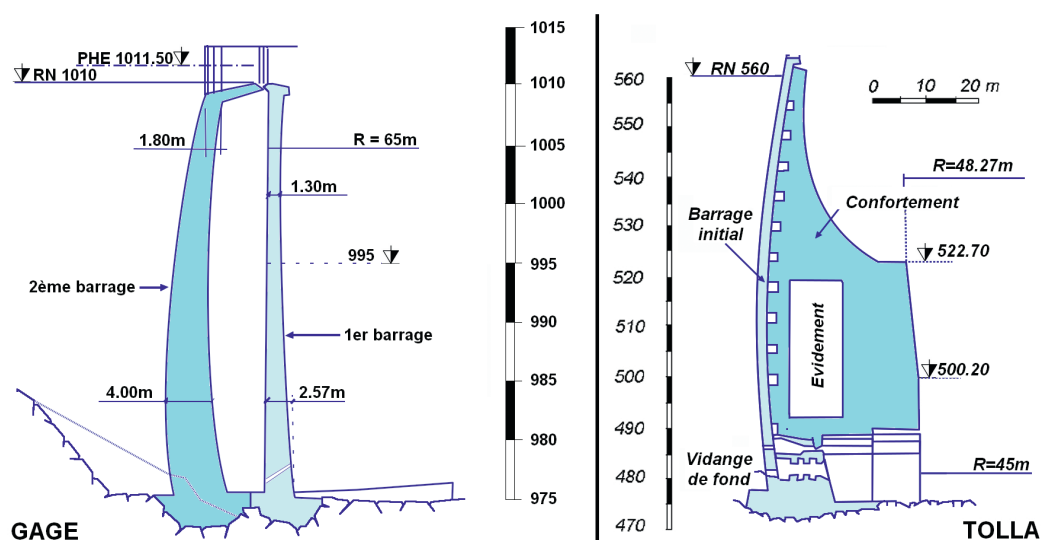 PHE 1011.50
RN 1010
1.80m
R = 65m
1.30m
995
2ème barrage
1er barrage
4.00m
2.57m
GAGE
1015
1010
1005
1000
995
990
985
980
975
RN 560
0 10 20 m
560
550
540
530
520
510
500
490
480
470
R=48.27m
Confortement
Barrage
initial
522.70
Evidement
500.20
Vidange
de fond
R=45m
TOLLA